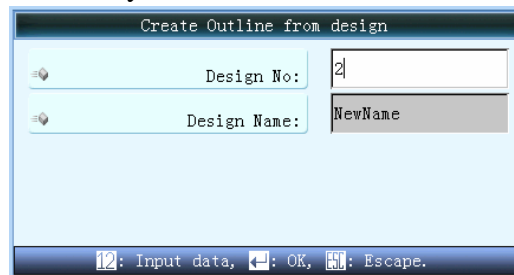 Create Outline from design
Design No: 2
Design Name: NewName
12: Input data, ↵: OK, ESC: Escape.